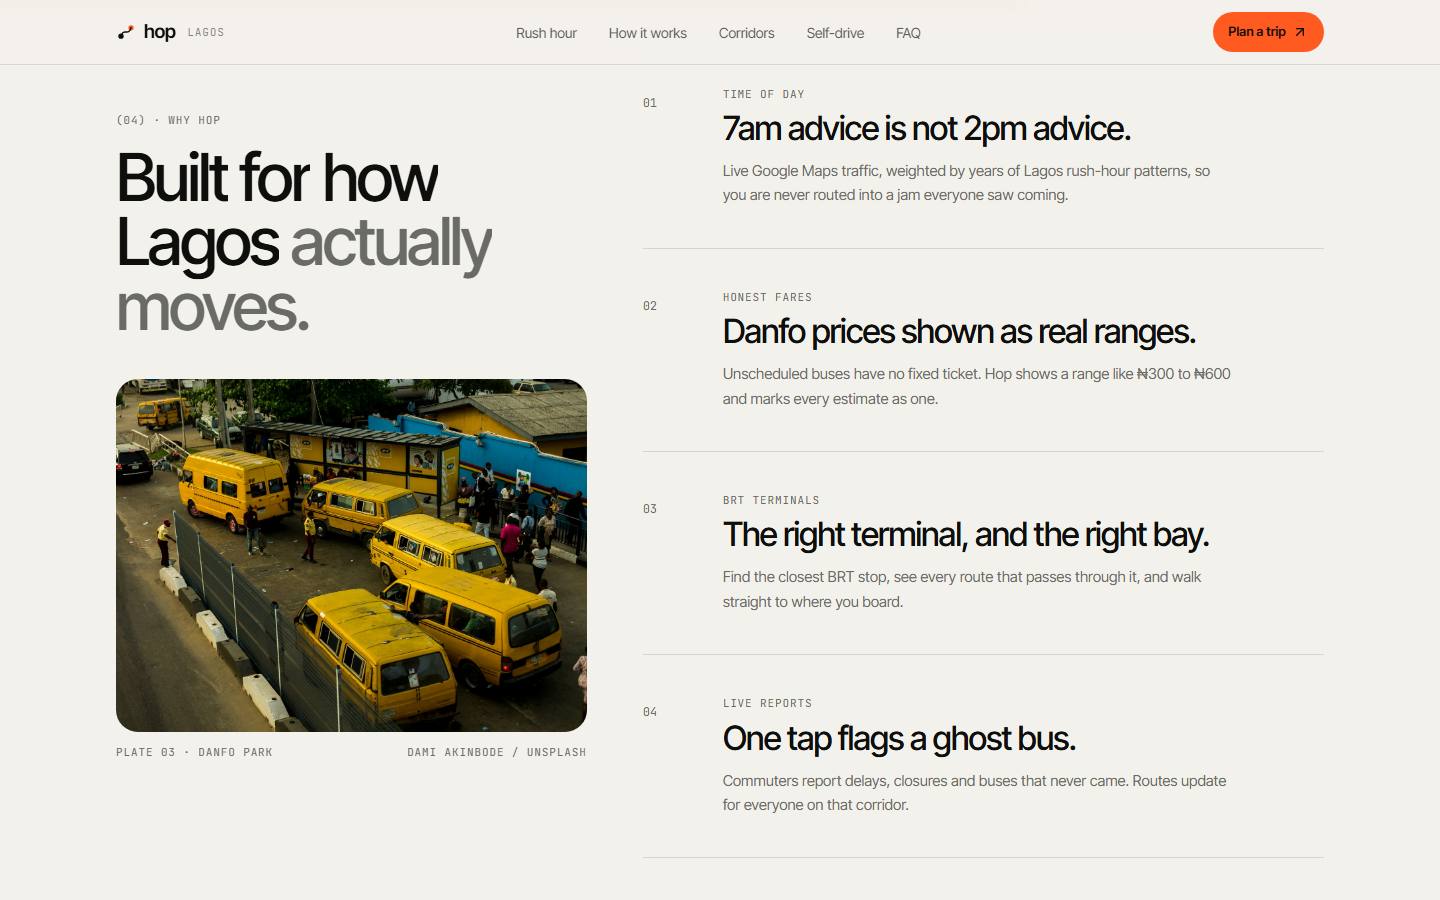 hop LAGOS
Rush hour
How it works
Corridors
Self-drive
FAQ
Plan a trip
(04) · WHY HOP
Built for how
Lagos actually
moves.
PLATE 03 · DANFO PARK
DAMI AKINBODE / UNSPLASH
01
TIME OF DAY
7am advice is not 2pm advice.
Live Google Maps traffic, weighted by years of Lagos rush-hour patterns, so
you are never routed into a jam everyone saw coming.
02
HONEST FARES
Danfo prices shown as real ranges.
Unscheduled buses have no fixed ticket. Hop shows a range like ₦300 to ₦600
and marks every estimate as one.
03
BRT TERMINALS
The right terminal, and the right bay.
Find the closest BRT stop, see every route that passes through it, and walk
straight to where you board.
04
LIVE REPORTS
One tap flags a ghost bus.
Commuters report delays, closures and buses that never came. Routes update
for everyone on that corridor.